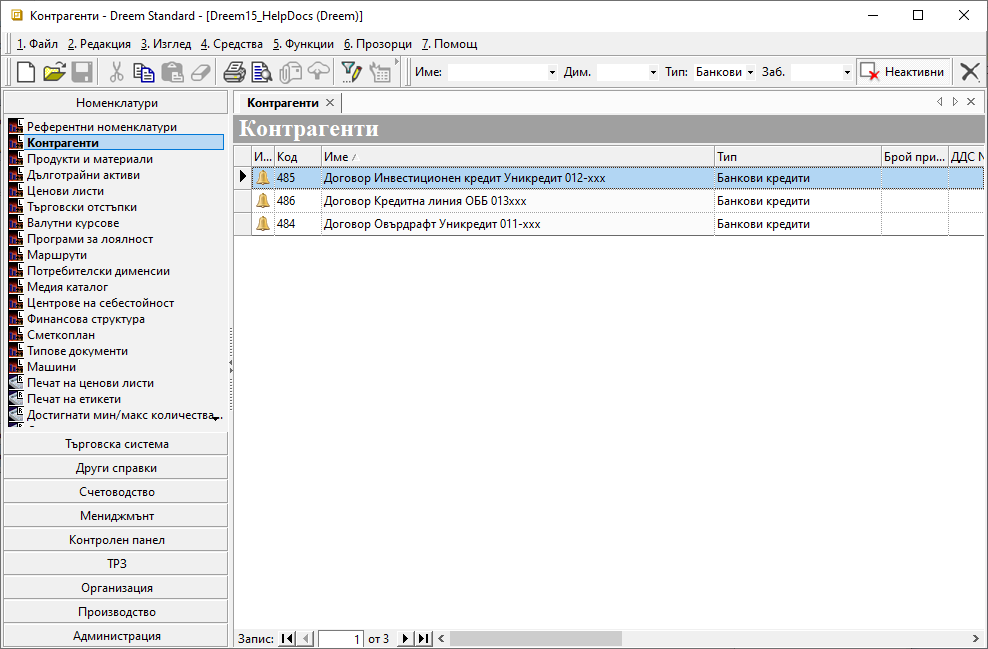 Контрагенти - Dreem Standard - [Dreem15_HelpDocs (Dreem)]
1. Файл 2. Редакция 3. Изглед 4. Средства 5. Функции 6. Прозорци 7. Помощ
Име: Дим. Тип: Банкови Заб. Неактивни
Номенклатури
Референтни номенклатури
Контрагенти
Продукти и материали
Дълготрайни активи
Ценови листи
Търговски отстъпки
Валутни курсове
Програми за лоялност
Маршрути
Потребителски дименсии
Медия каталог
Центрове на себестойност
Финансова структура
Сметкоплан
Типове документи
Машини
Печат на ценови листи
Печат на етикети
Достигнати мин/макс количества...
Търговска система
Други справки
Счетоводство
Мениджмънт
Контролен панел
ТРЗ
Организация
Производство
Администрация
Контрагенти
Контрагенти
И... Код Име Тип Брой при... ДДС N
485 Договор Инвестиционен кредит Уникредит 012-xxx Банкови кредити
486 Договор Кредитна линия ОББ 013xxx Банкови кредити
484 Договор Овърдрафт Уникредит 011-xxx Банкови кредити
Запис: 1 от 3